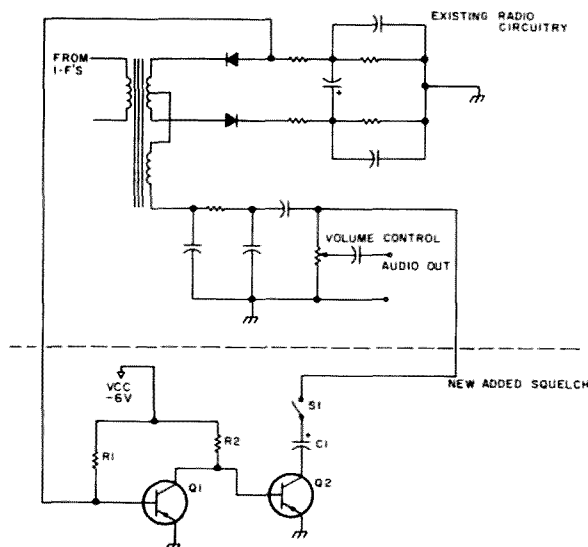 EXISTING RADIO
CIRCUITRY
FROM
I-F'S
+
VOLUME CONTROL
AUDIO OUT
NEW ADDED SQUELCH
VCC
-6V
S1
R1
R2
+
C1
Q1
Q2